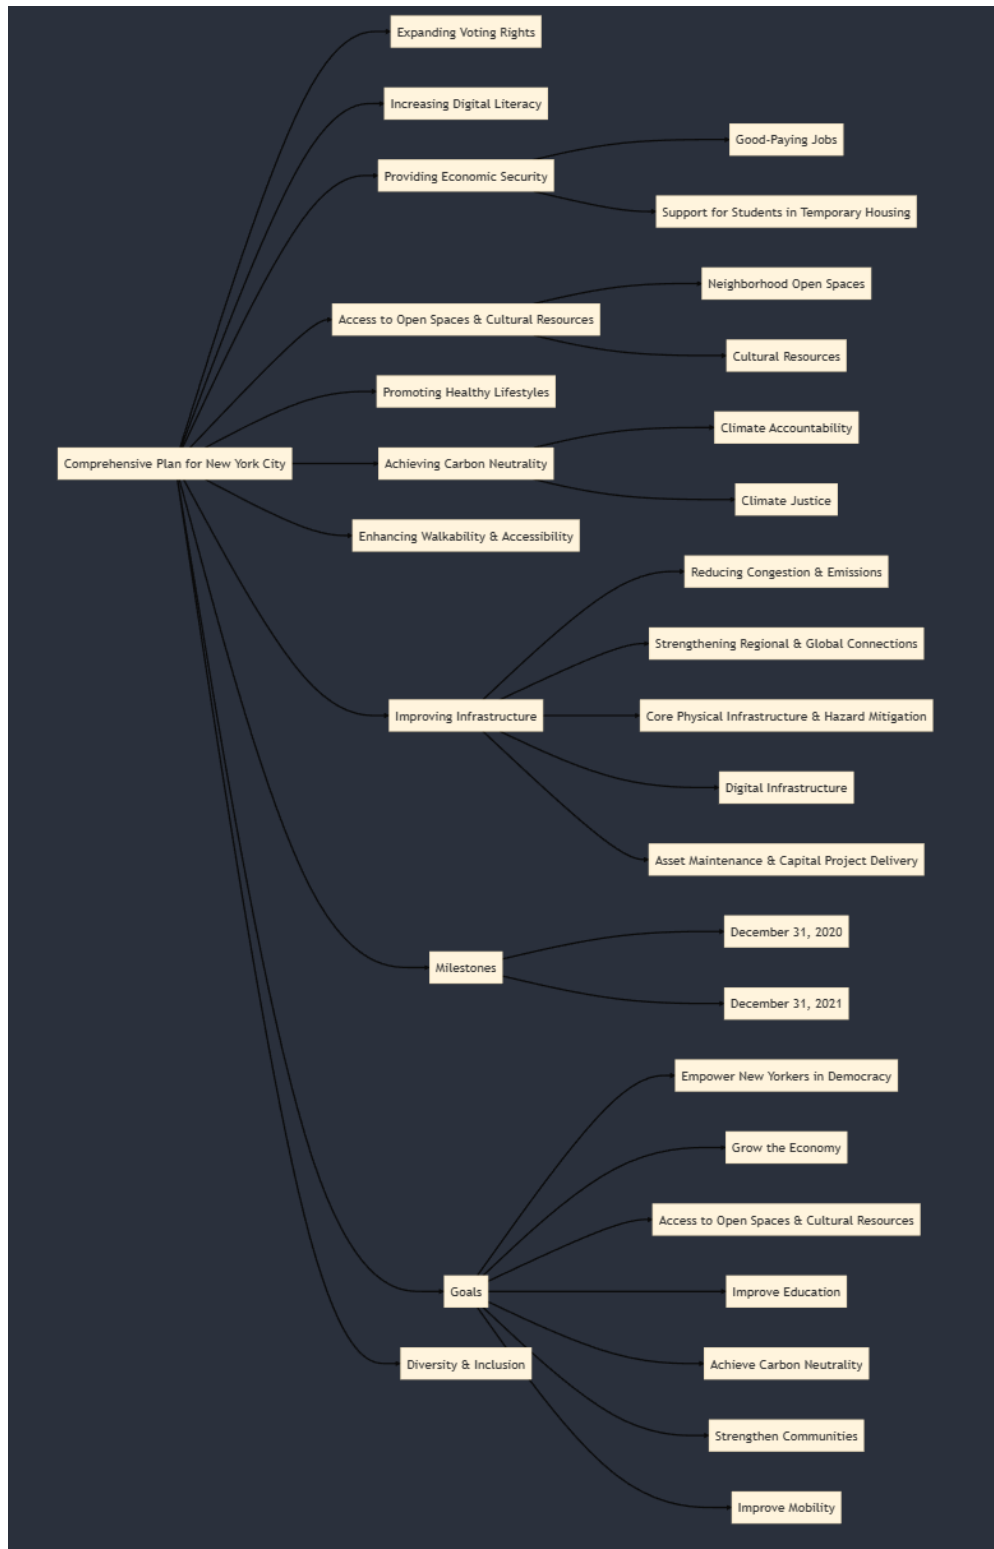 Expanding Voting Rights
Increasing Digital Literacy
Good-Paying Jobs
Providing Economic Security
Support for Students in Temporary Housing
Neighborhood Open Spaces
Access to Open Spaces & Cultural Resources
Cultural Resources
Promoting Healthy Lifestyles
Climate Accountability
Comprehensive Plan for New York City
Achieving Carbon Neutrality
Climate Justice
Enhancing Walkability & Accessibility
Reducing Congestion & Emissions
Strengthening Regional & Global Connections
Improving Infrastructure
Core Physical Infrastructure & Hazard Mitigation
Digital Infrastructure
Asset Maintenance & Capital Project Delivery
December 31, 2020
Milestones
December 31, 2021
Empower New Yorkers in Democracy
Grow the Economy
Access to Open Spaces & Cultural Resources
Goals
Improve Education
Diversity & Inclusion
Achieve Carbon Neutrality
Strengthen Communities
Improve Mobility